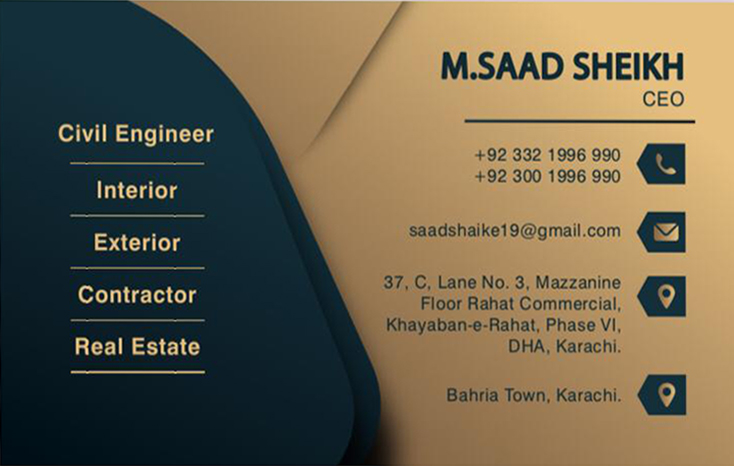 Civil Engineer
Interior
Exterior
Contractor
Real Estate
M.SAAD SHEIKH
CEO
+92 332 1996 990
+92 300 1996 990
saadshaike19@gmail.com
37, C, Lane No. 3, Mazzanine
Floor Rahat Commercial,
Khayaban-e-Rahat, Phase VI,
DHA, Karachi.
Bahria Town, Karachi.